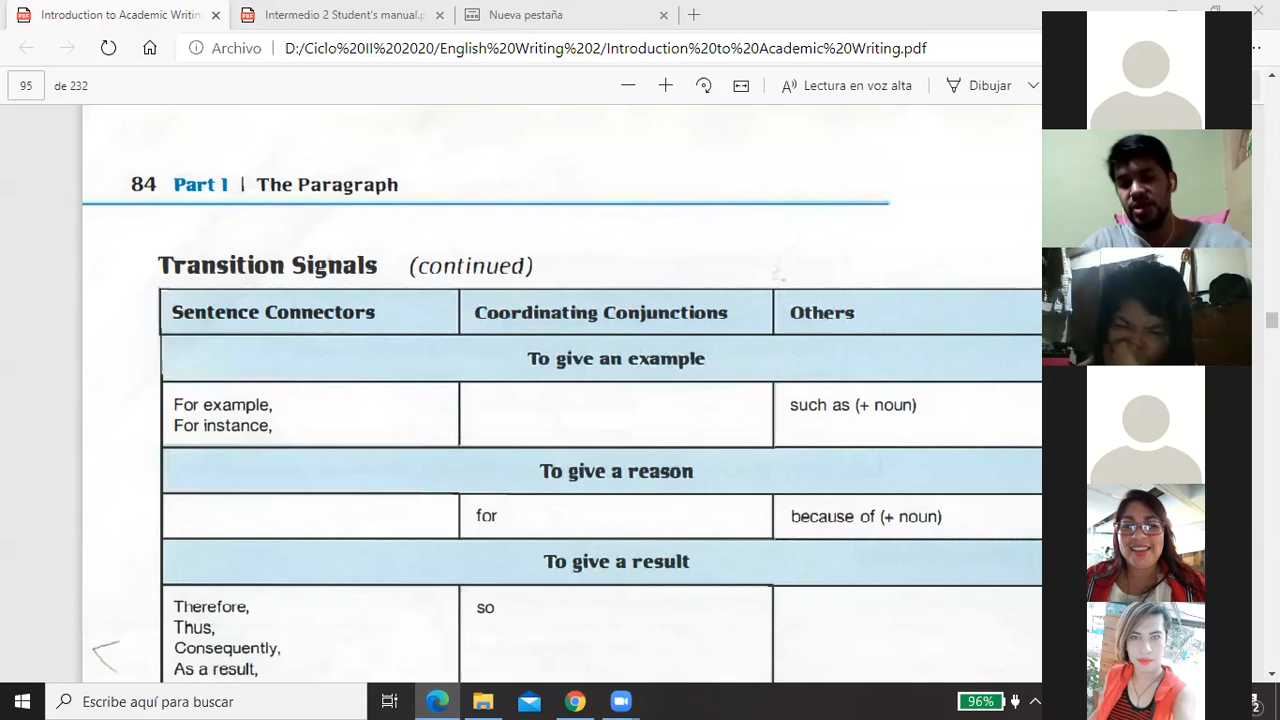 Introduction to Academic Writin
Intermedio 2 Student's manual.p
Nueva pestaña
Archivo
D:/Ciclo%20II%202020/English%20Writing%202/Introduction%20to%20Academic%20Writing.pdf
95 de 232
Lectura en voz alta
Dibujar
84 Part 1 | The Paragraph
Transition Signals (continued)
Sentence Connectors Coordinating Conjunctions Others
To give an example
For example, such as (+ noun)
For instance,
To give a reason
for because of (+ noun)
To give a result
Therefore, so
Thus,
Consequently,
As a result,
Escribe aquí para buscar
96%